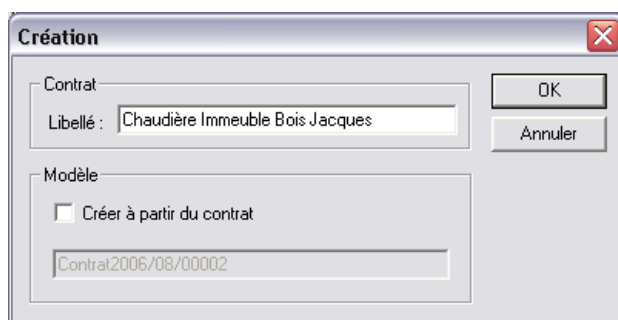 Création
Contrat
Libellé : Chaudière Immeuble Bois Jacques
OK
Annuler
Modèle
Créer à partir du contrat
Contrat2006/08/00002